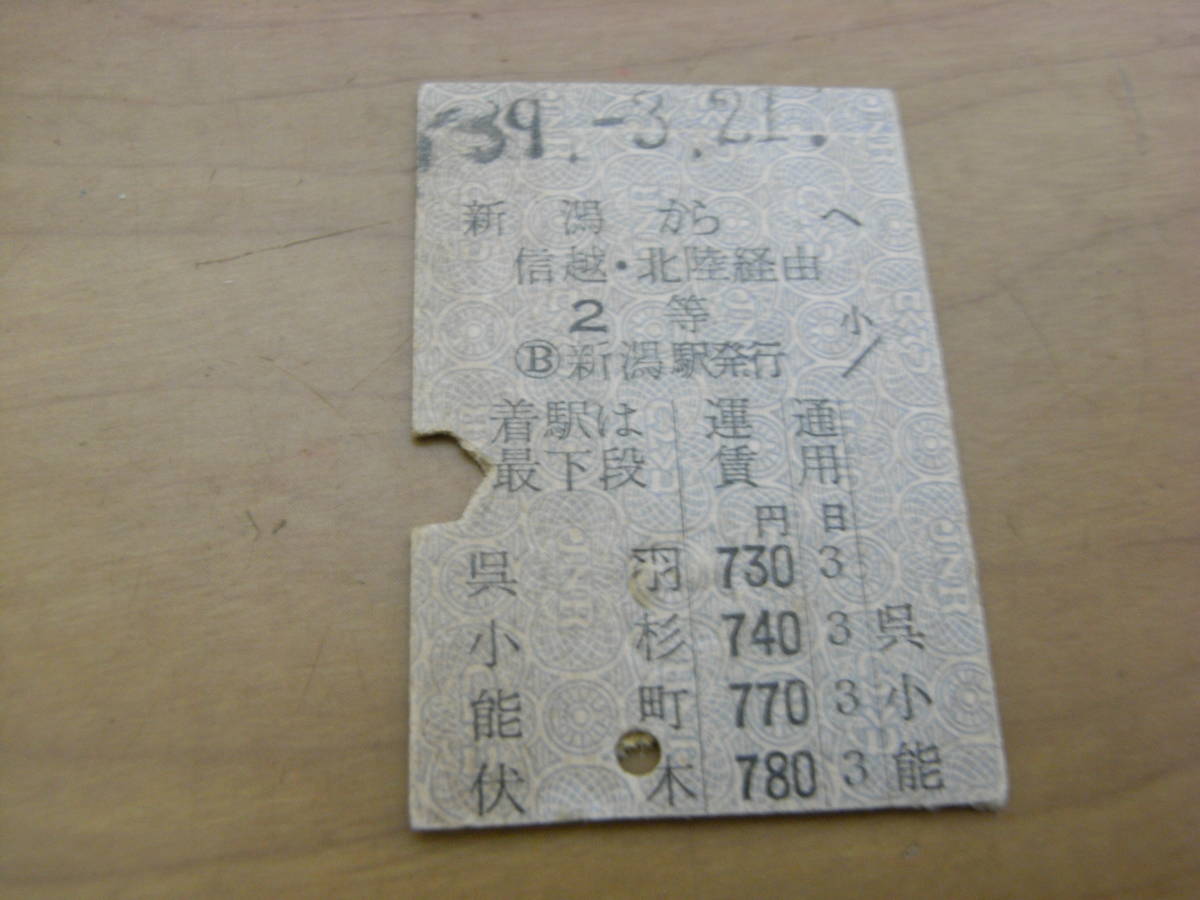 39.-3.21.
新潟から へ
信越・北陸経由
2等 小
Ⓑ新潟駅発行
着駅は 運 通
最下段 賃 用
円 日
呉羽 730 3
小杉 740 3 呉
能町 770 3 小
伏木 780 3 能